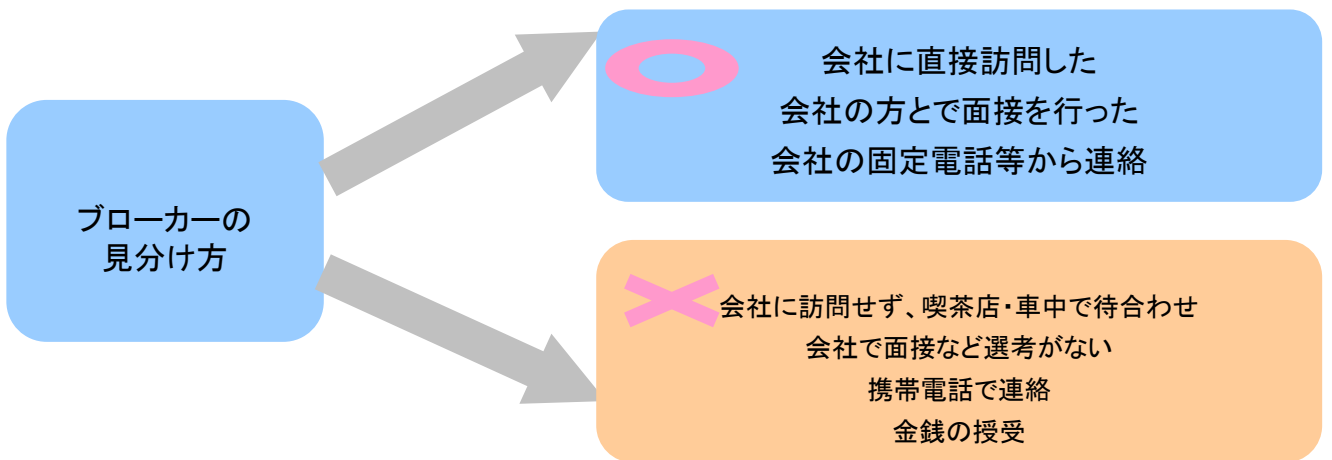 ブローカーの
見分け方
会社に直接訪問した
会社の方とで面接を行った
会社の固定電話等から連絡
会社に訪問せず、喫茶店・車中で待合わせ
会社で面接など選考がない
携帯電話で連絡
金銭の授受